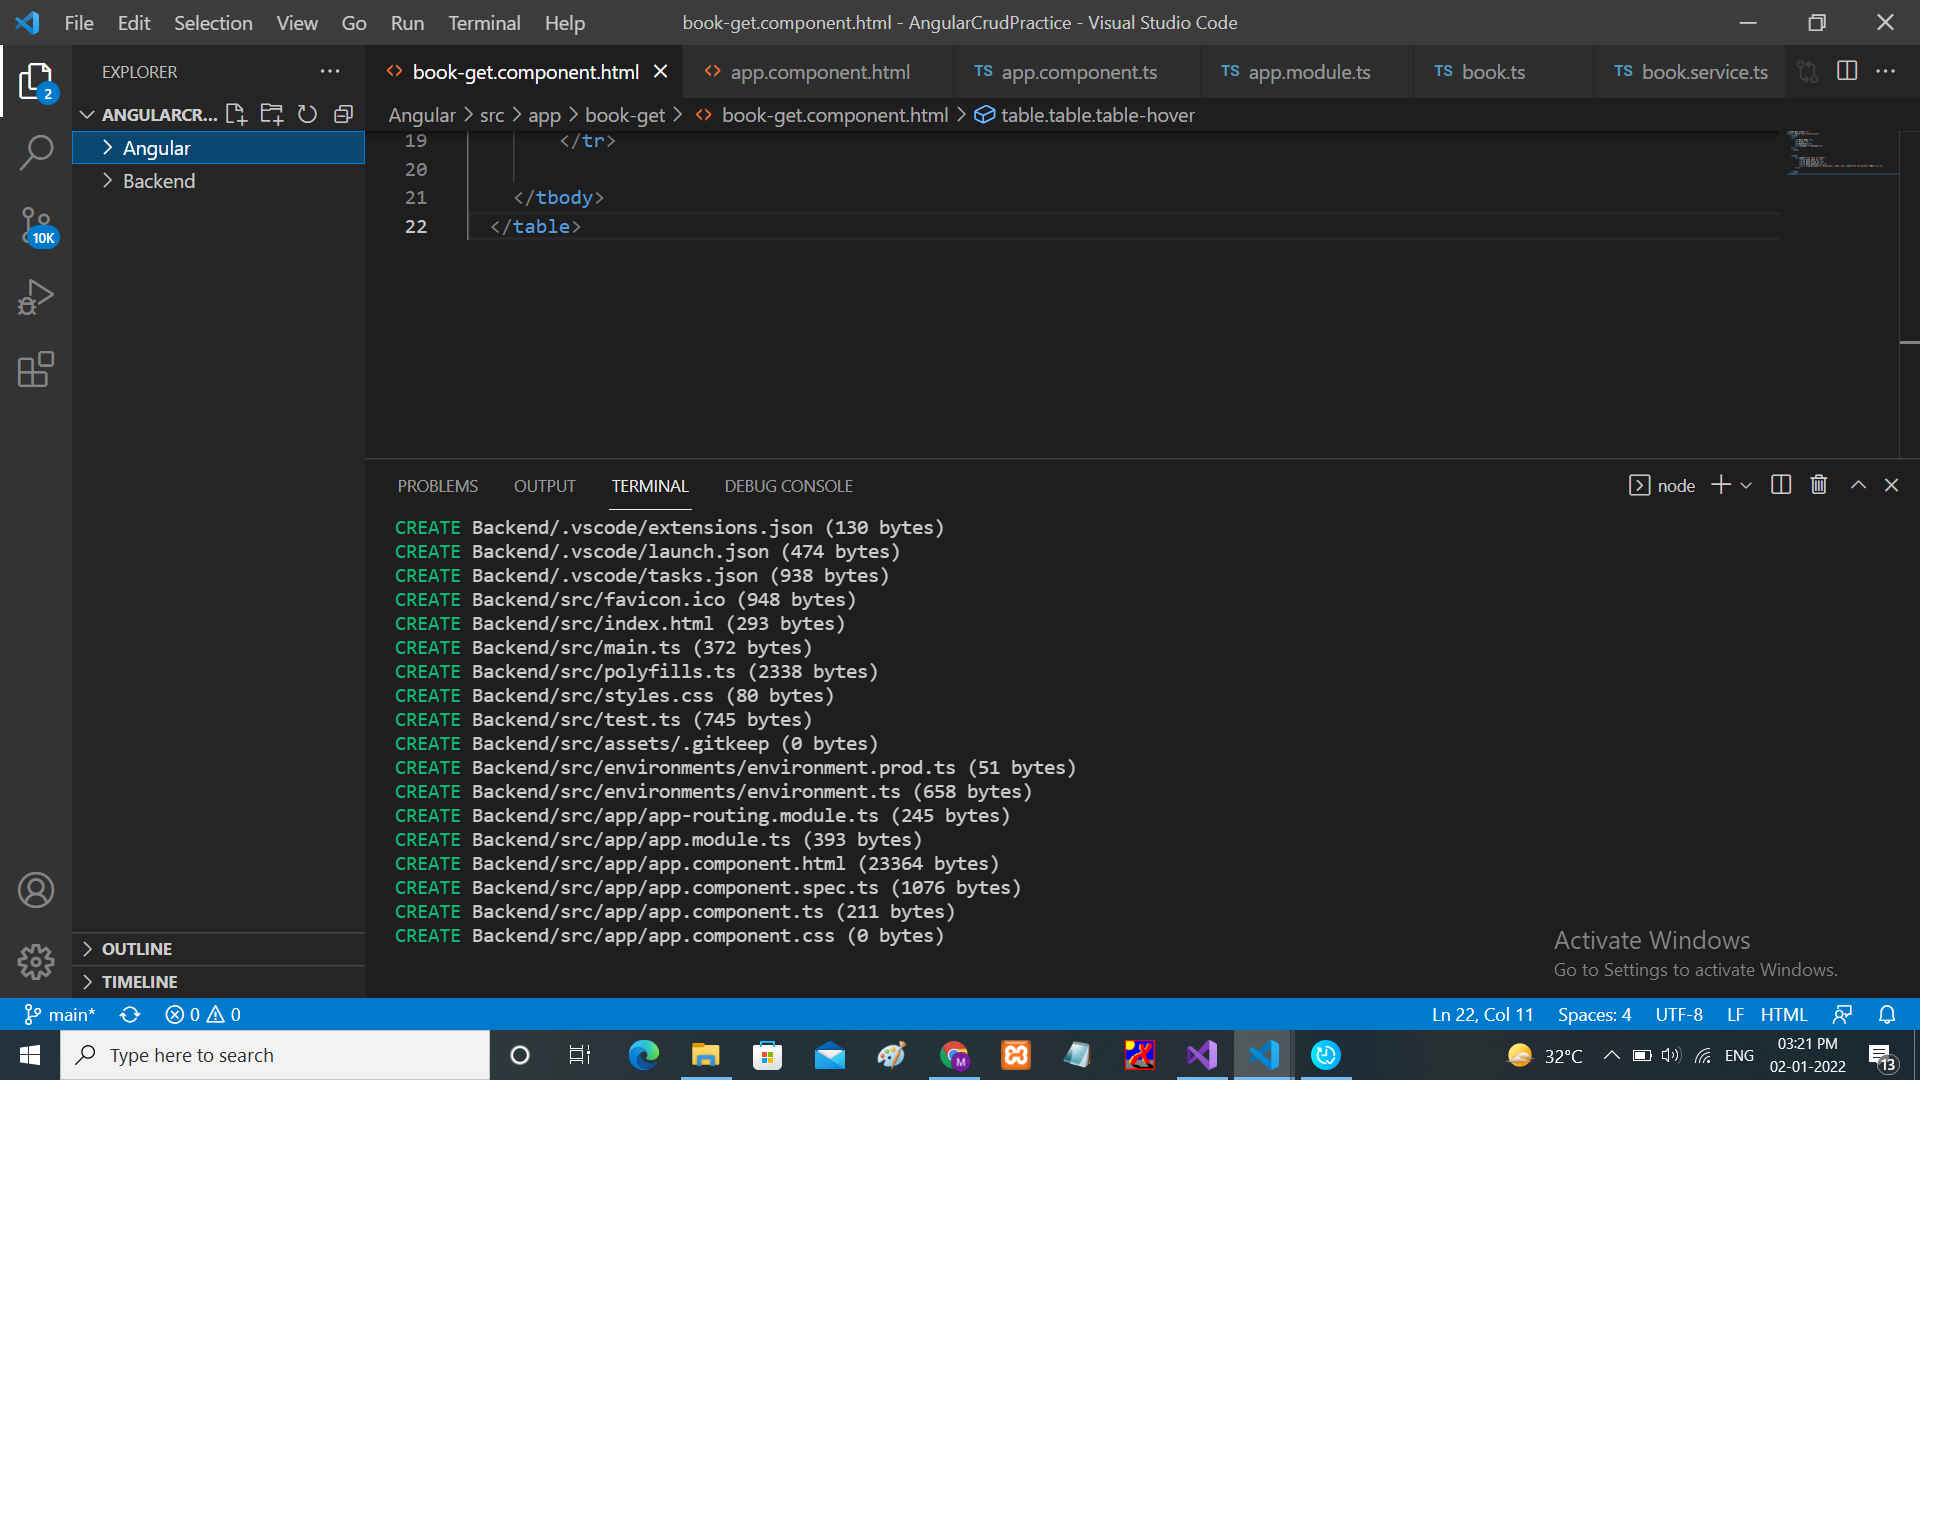 File Edit Selection View Go Run Terminal Help book-get.component.html - AngularCrudPractice - Visual Studio Code
EXPLORER
book-get.component.html app.component.html TS app.component.ts TS app.module.ts TS book.ts TS book.service.ts
2
ANGULARCR...
Angular > src > app > book-get > book-get.component.html > table.table.table-hover
Angular
Backend
10K
19 </tr>
20
21 </tbody>
22 </table>
PROBLEMS OUTPUT TERMINAL DEBUG CONSOLE node
CREATE Backend/.vscode/extensions.json (130 bytes)
CREATE Backend/.vscode/launch.json (474 bytes)
CREATE Backend/.vscode/tasks.json (938 bytes)
CREATE Backend/src/favicon.ico (948 bytes)
CREATE Backend/src/index.html (293 bytes)
CREATE Backend/src/main.ts (372 bytes)
CREATE Backend/src/polyfills.ts (2338 bytes)
CREATE Backend/src/styles.css (80 bytes)
CREATE Backend/src/test.ts (745 bytes)
CREATE Backend/src/assets/.gitkeep (0 bytes)
CREATE Backend/src/environments/environment.prod.ts (51 bytes)
CREATE Backend/src/environments/environment.ts (658 bytes)
CREATE Backend/src/app/app-routing.module.ts (245 bytes)
CREATE Backend/src/app/app.module.ts (393 bytes)
CREATE Backend/src/app/app.component.html (23364 bytes)
CREATE Backend/src/app/app.component.spec.ts (1076 bytes)
CREATE Backend/src/app/app.component.ts (211 bytes)
CREATE Backend/src/app/app.component.css (0 bytes)
Activate Windows
Go to Settings to activate Windows.
OUTLINE
TIMELINE
main* 0 0 Ln 22, Col 11 Spaces: 4 UTF-8 LF HTML
Type here to search
M
32°C ENG
03:21 PM
02-01-2022
13